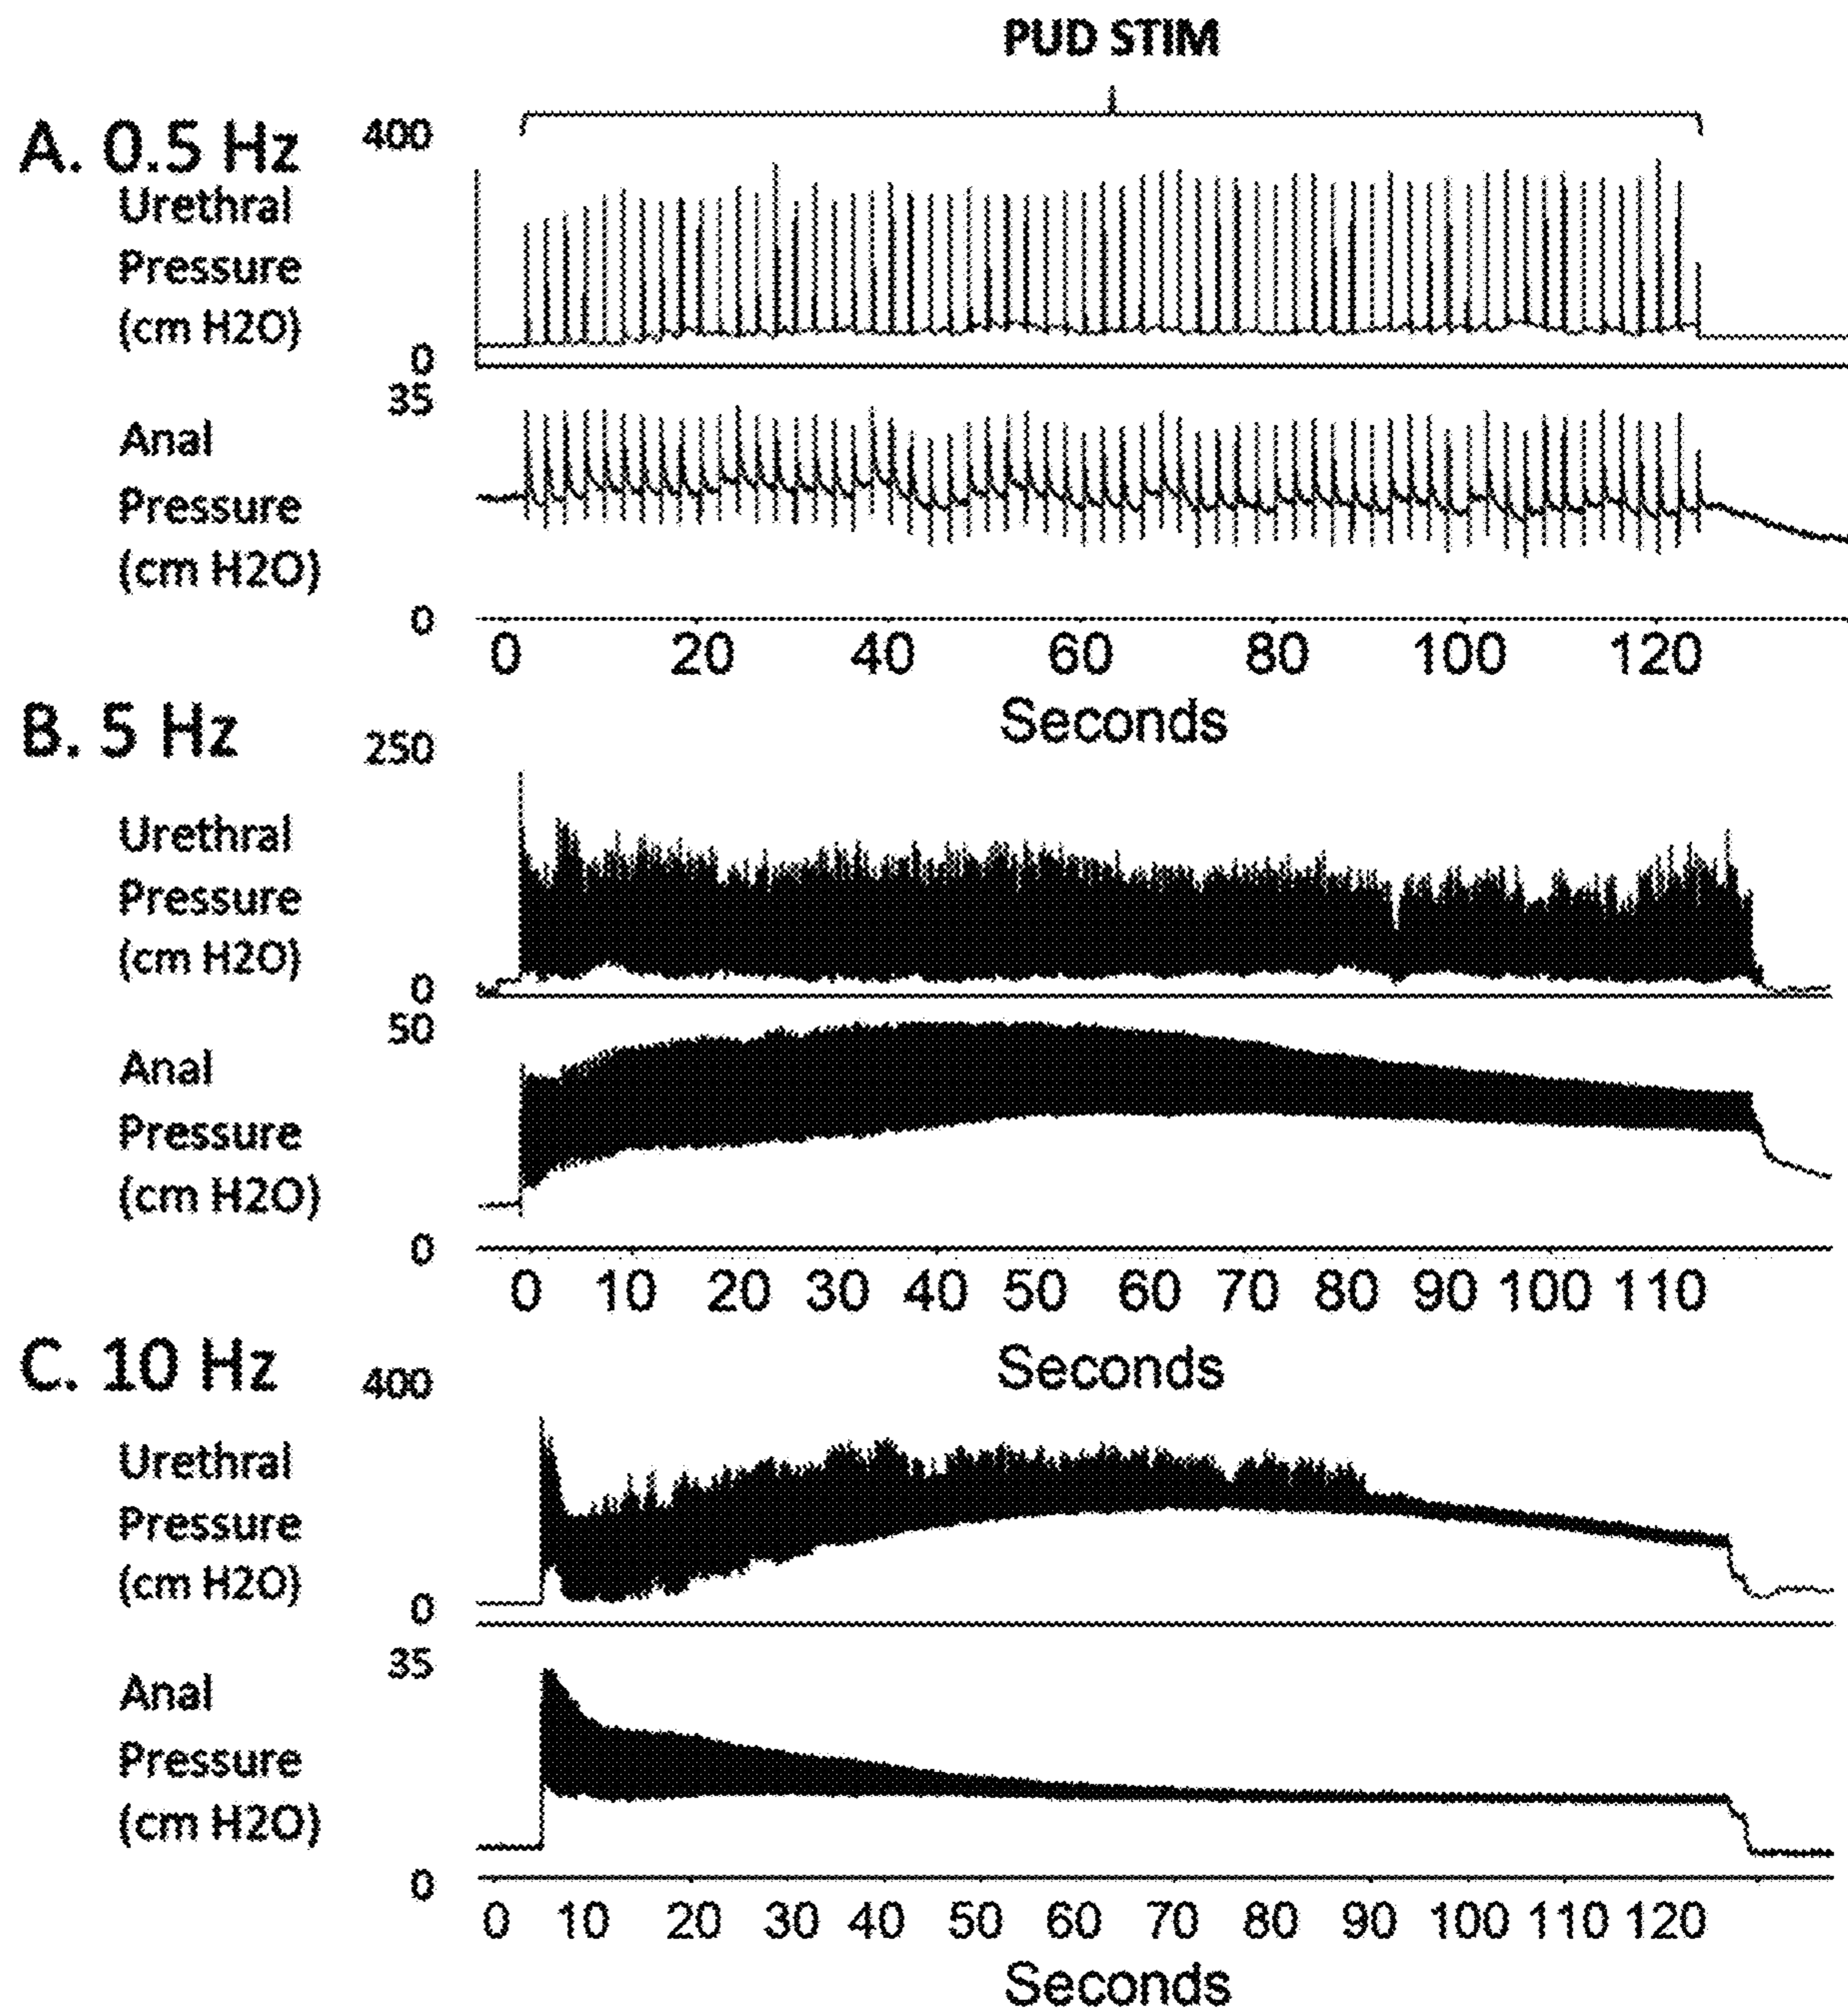 PUD STIM
A. 0.5 Hz
400
Urethral
Pressure
(cm H2O)
0
35
Anal
Pressure
(cm H2O)
0
0 20 40 60 80 100 120
Seconds
B. 5 Hz
250
Urethral
Pressure
(cm H2O)
0
50
Anal
Pressure
(cm H2O)
0
0 10 20 30 40 50 60 70 80 90 100 110
Seconds
C. 10 Hz
400
Urethral
Pressure
(cm H2O)
0
35
Anal
Pressure
(cm H2O)
0
0 10 20 30 40 50 60 70 80 90 100 110 120
Seconds